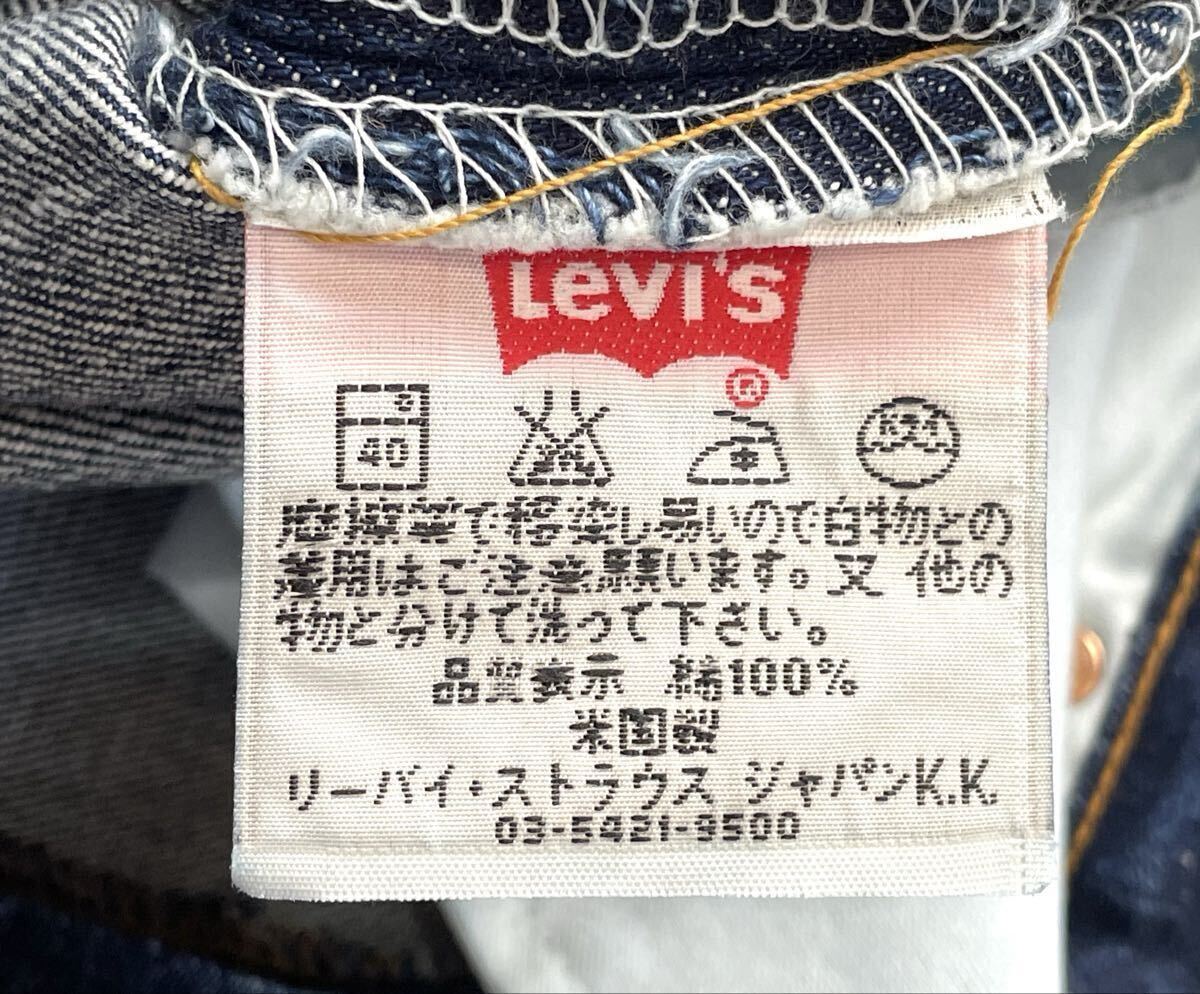 Levi's
®
40
摩擦等で移染し易いので白物との
着用はご注意願います。又 他の
物と分けて洗って下さい。
品質表示 綿100%
米国製
リーバイ・ストラウス ジャパンK.K.
03-5421-9500